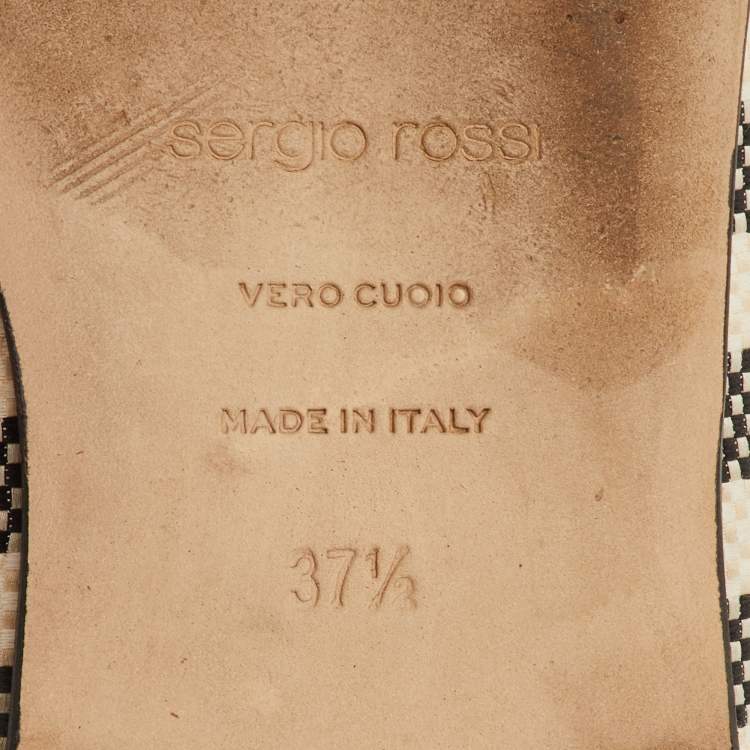 sergio rossi
VERO CUOIO
MADE IN ITALY
37½